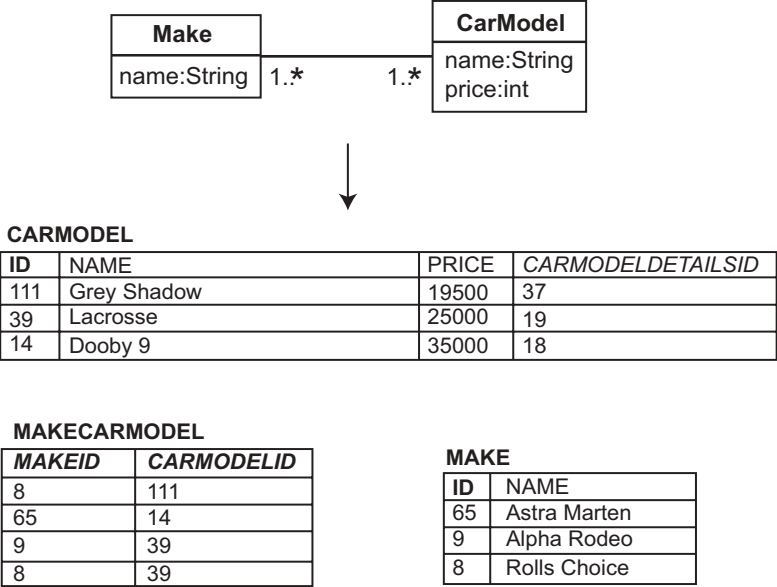 Make
name:String
1..*
1..*
CarModel
name:String
price:int
CARMODEL
ID NAME PRICE CARMODELDETAILSID
111 Grey Shadow 19500 37
39 Lacrosse 25000 19
14 Dooby 9 35000 18
MAKECARMODEL
MAKEID CARMODELID
8 111
65 14
9 39
8 39
MAKE
ID NAME
65 Astra Marten
9 Alpha Rodeo
8 Rolls Choice